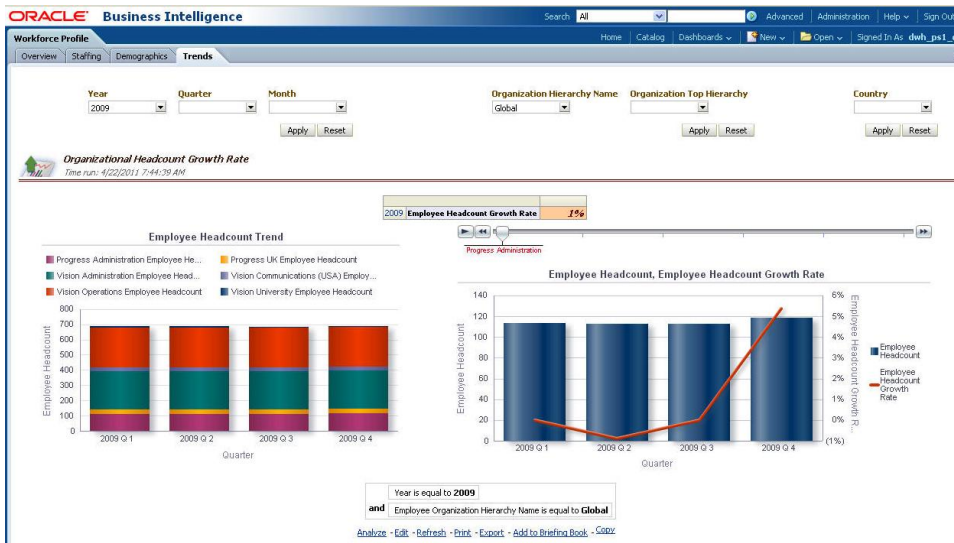 ORACLE Business Intelligence
Search All Advanced Administration Help Sign Out
Workforce Profile
Home Catalog Dashboards New Open Signed In As
Overview Staffing Demographics Trends
Year Quarter Month Organization Hierarchy Name Organization Top Hierarchy Country
2009 Global
Apply Reset Apply Reset Apply Reset
Organizational Headcount Growth Rate
Time run: 4/22/2011 7:44:39 AM
2009 Employee Headcount Growth Rate 1%
Progress Administration
Employee Headcount Trend
Progress Administration Employee He... Progress UK Employee Headcount
Vision Administration Employee Head... Vision Communications (USA) Employ...
Vision Operations Employee Headcount Vision University Employee Headcount
800
700
600
500
400
300
200
100
0
Employee Headcount
2009 Q 1 2009 Q 2 2009 Q 3 2009 Q 4
Quarter
Employee Headcount, Employee Headcount Growth Rate
140
120
100
80
60
40
20
0
Employee Headcount
6%
5%
4%
3%
2%
1%
0%
(1%)
Employee Headcount Growth R...
Employee
Headcount
Employee
Headcount
Growth
Rate
2009 Q 1 2009 Q 2 2009 Q 3 2009 Q 4
Quarter
Year is equal to 2009
and Employee Organization Hierarchy Name is equal to Global
Analyze - Edit - Refresh - Print - Export - Add to Briefing Book - Copy